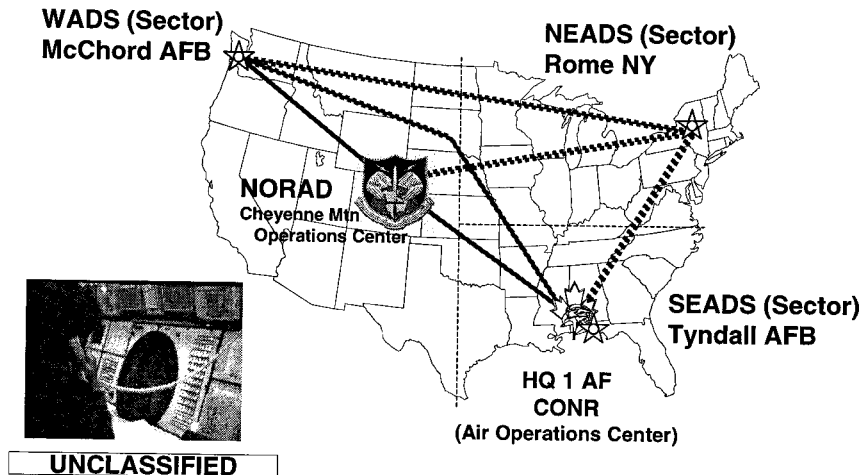 WADS (Sector)
McChord AFB
NEADS (Sector)
Rome NY
NORAD
Cheyenne Mtn
Operations Center
SEADS (Sector)
Tyndall AFB
HQ 1 AF
CONR
(Air Operations Center)
UNCLASSIFIED